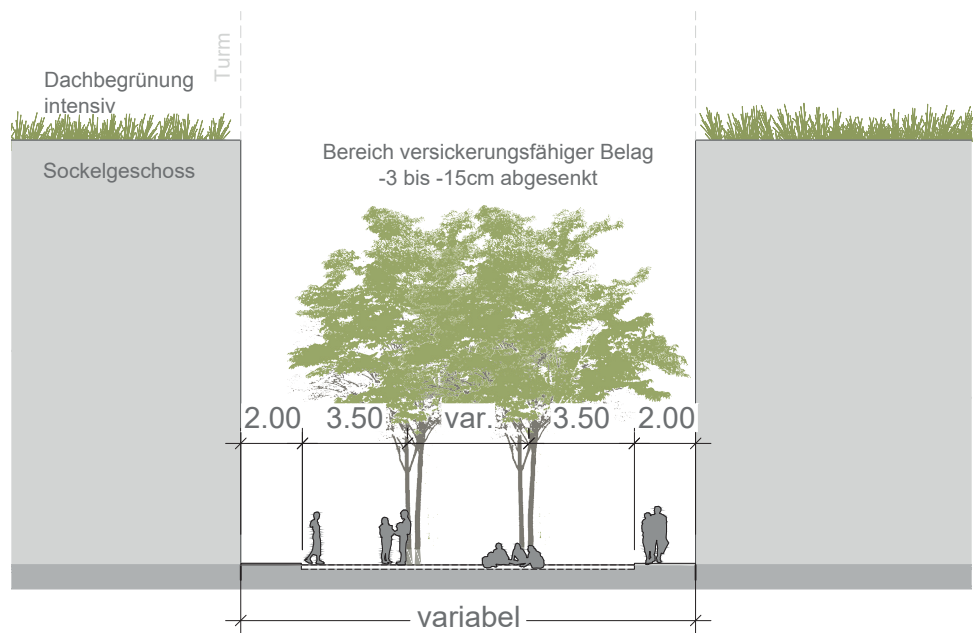 Turm
Dachbegrünung
intensiv
Sockelgeschoss
Bereich versickerungsfähiger Belag
-3 bis -15cm abgesenkt
2.00 3.50 var. 3.50 2.00
variabel